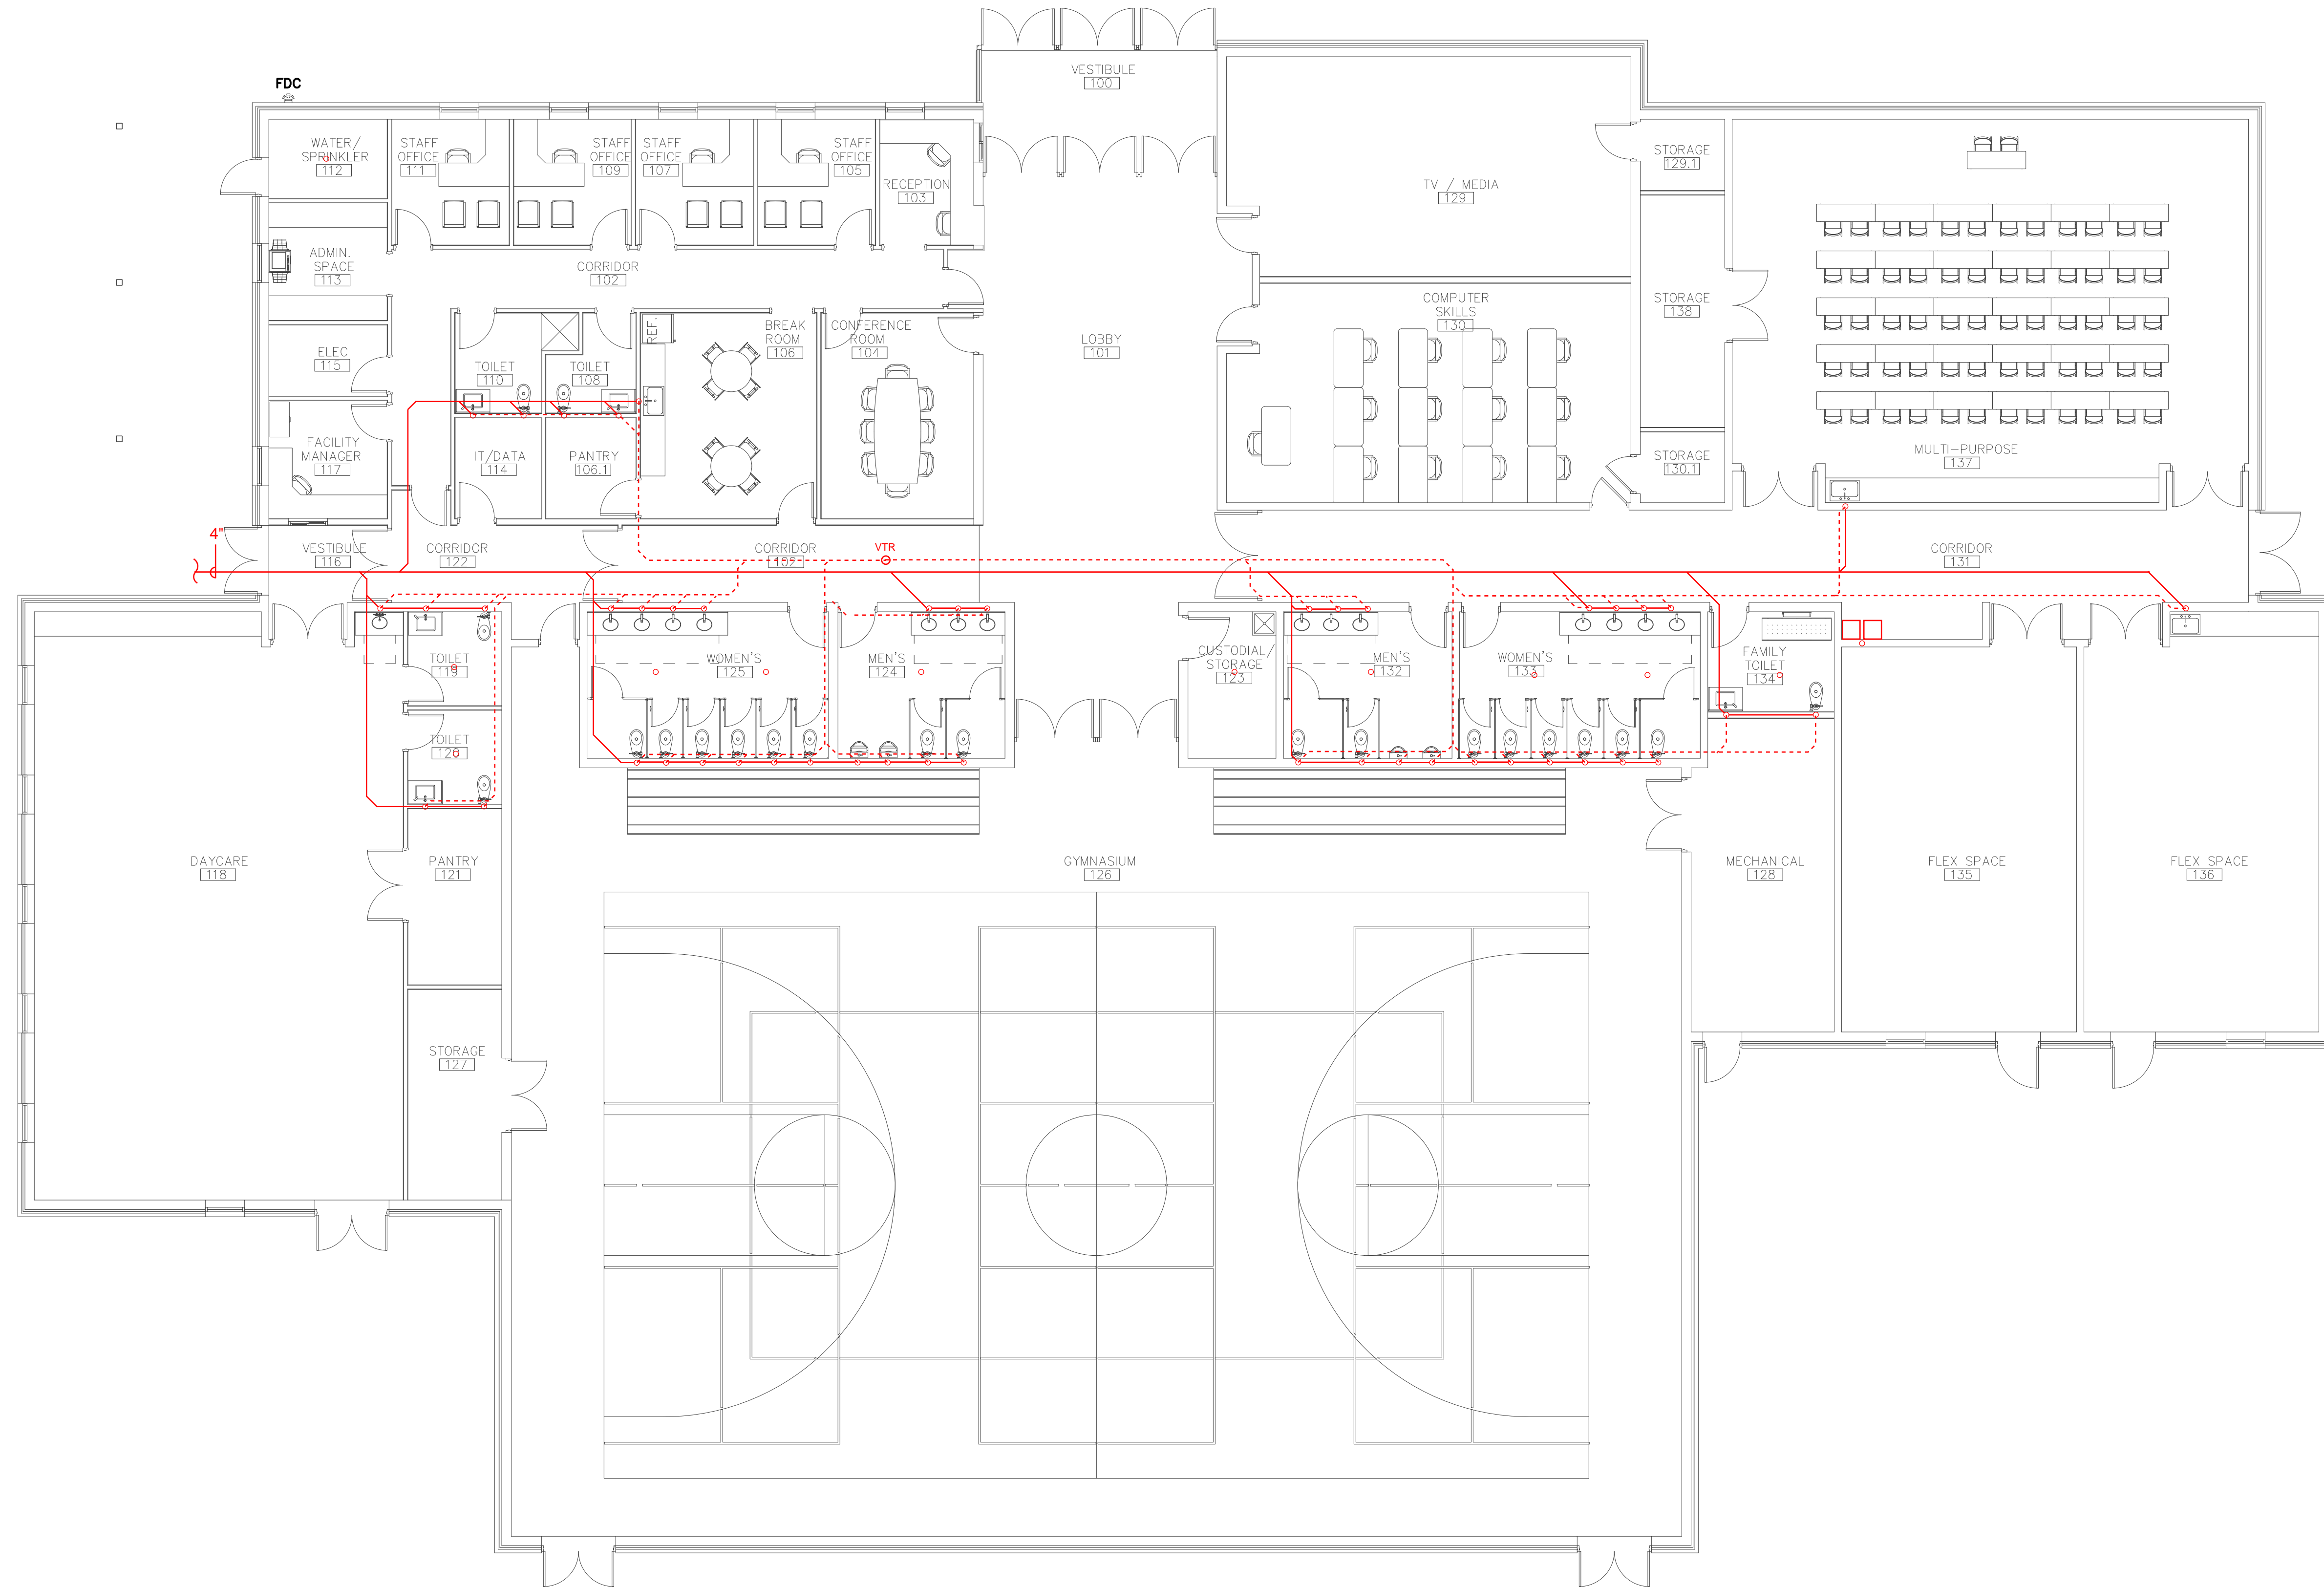 VESTIBULE
100
FDC
WATER/
SPRINKLER
112
STAFF
OFFICE
111
STAFF
OFFICE
109
STAFF
OFFICE
107
STAFF
OFFICE
105
RECEPTION
103
TV / MEDIA
129
STORAGE
129.1
ADMIN.
SPACE
113
CORRIDOR
102
STORAGE
138
COMPUTER
SKILLS
130
ELEC
115
TOILET
110
TOILET
108
REF.
BREAK
ROOM
106
CONFERENCE
ROOM
104
LOBBY
101
FACILITY
MANAGER
117
IT/DATA
114
PANTRY
106.1
STORAGE
130.1
MULTI-PURPOSE
137
4"
VESTIBULE
116
CORRIDOR
122
CORRIDOR
102
VTR
CORRIDOR
131
TOILET
119
WOMEN'S
125
MEN'S
124
CUSTODIAL/
STORAGE
123
MEN'S
132
WOMEN'S
133
FAMILY
TOILET
134
TOILET
120
DAYCARE
118
PANTRY
121
GYMNASIUM
126
MECHANICAL
128
FLEX SPACE
135
FLEX SPACE
136
STORAGE
127